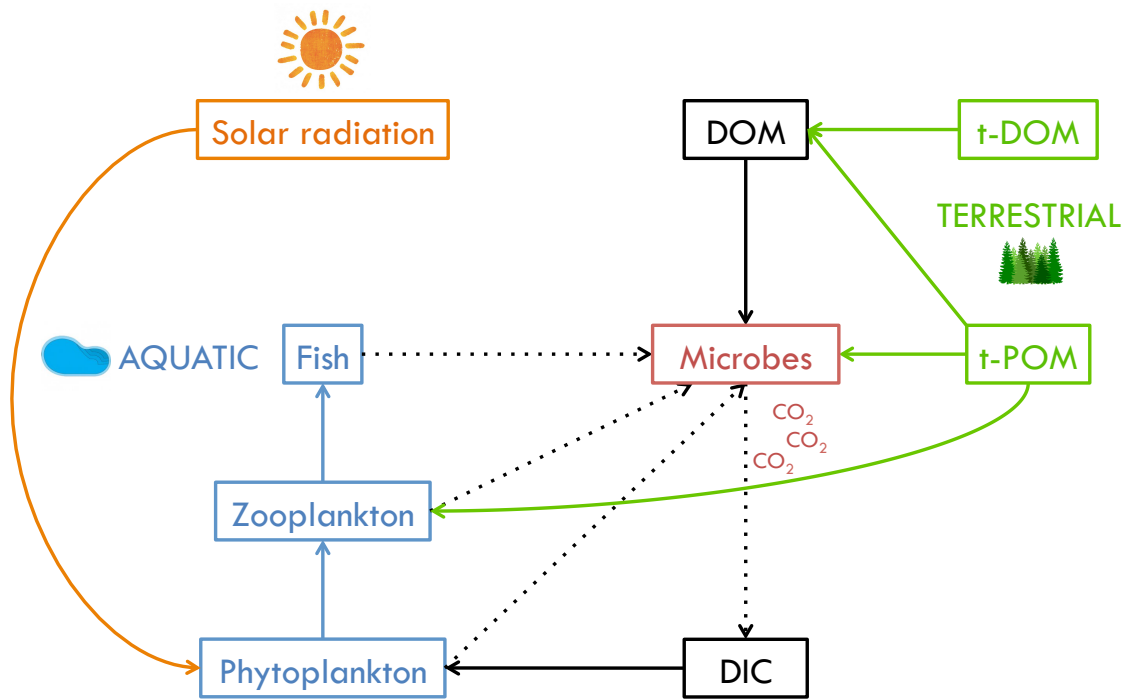 Solar radiation
DOM
t-DOM
TERRESTRIAL
AQUATIC
Fish
Microbes
t-POM
CO₂
CO₂
CO₂
Zooplankton
Phytoplankton
DIC